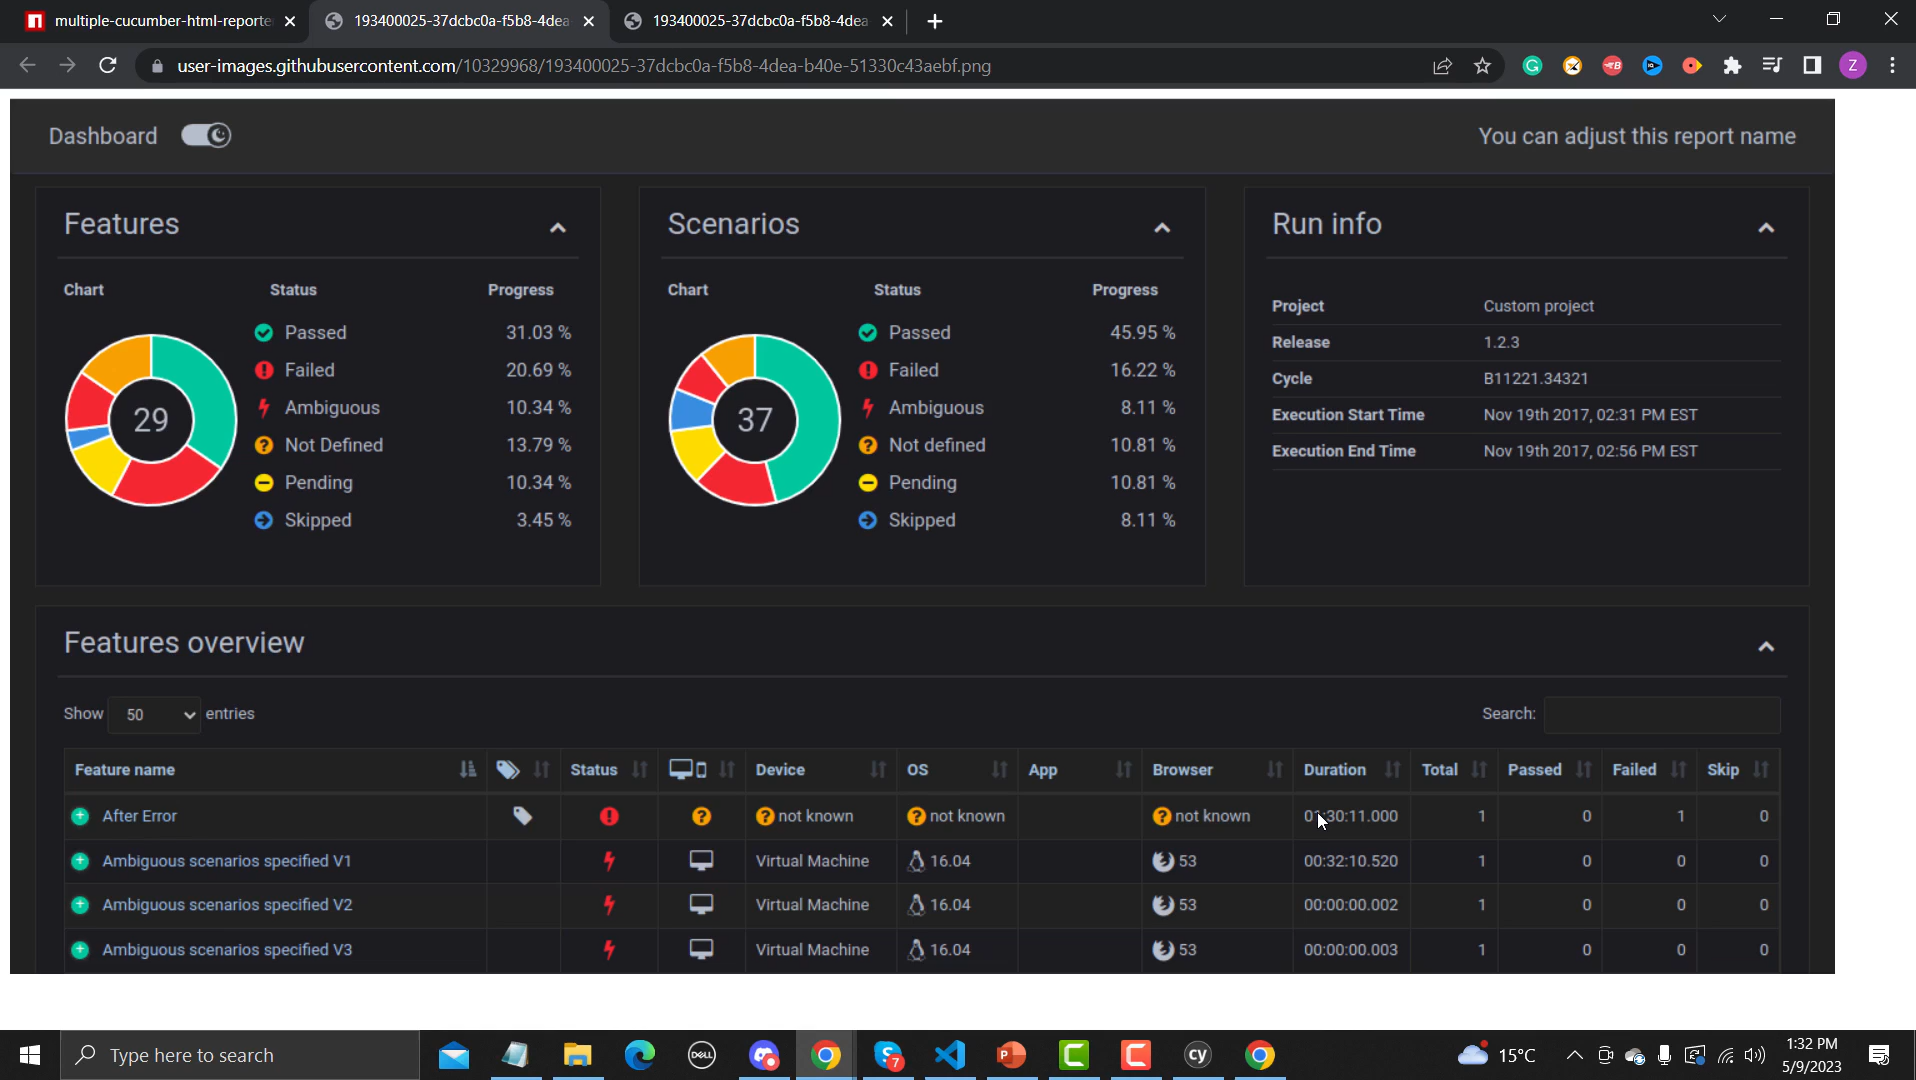 multiple-cucumber-html-reporte
193400025-37dcbc0a-f5b8-4dea
193400025-37dcbc0a-f5b8-4dea
user-images.githubusercontent.com/10329968/193400025-37dcbc0a-f5b8-4dea-b40e-51330c43aebf.png
Z
Dashboard
You can adjust this report name
Features
Chart Status Progress
29
Passed 31.03 %
Failed 20.69 %
Ambiguous 10.34 %
Not Defined 13.79 %
Pending 10.34 %
Skipped 3.45 %
Scenarios
Chart Status Progress
37
Passed 45.95 %
Failed 16.22 %
Ambiguous 8.11 %
Not defined 10.81 %
Pending 10.81 %
Skipped 8.11 %
Run info
Project Custom project
Release 1.2.3
Cycle B11221.34321
Execution Start Time Nov 19th 2017, 02:31 PM EST
Execution End Time Nov 19th 2017, 02:56 PM EST
Features overview
Show 50 entries
Search:
Feature name Status Device OS App Browser Duration Total Passed Failed Skip
After Error not known not known not known 01:30:11.000 1 0 1 0
Ambiguous scenarios specified V1 Virtual Machine 16.04 53 00:32:10.520 1 0 0 0
Ambiguous scenarios specified V2 Virtual Machine 16.04 53 00:00:00.002 1 0 0 0
Ambiguous scenarios specified V3 Virtual Machine 16.04 53 00:00:00.003 1 0 0 0
Type here to search
DELL
7
P
cy
15°C
1:32 PM
5/9/2023